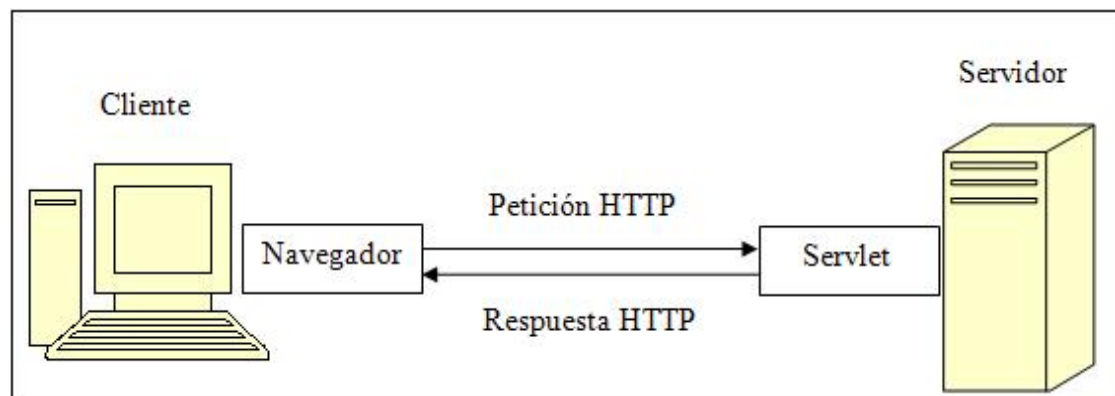 Servidor
Cliente
Petición HTTP
Navegador
Servlet
Respuesta HTTP